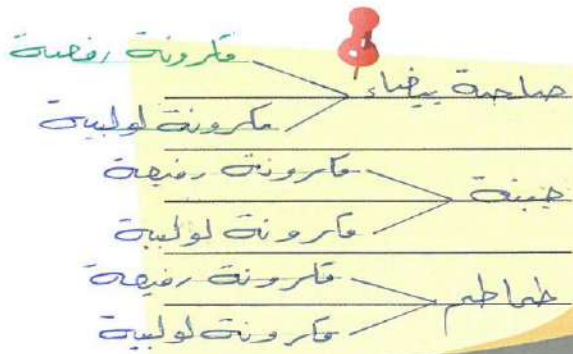 مكرونة رفيعة
صلصة بيضاء
مكرونة لولبية
مكرونة رفيعة
جبنة
مكرونة لولبية
مكرونة رفيعة
طماطم
مكرونة لولبية